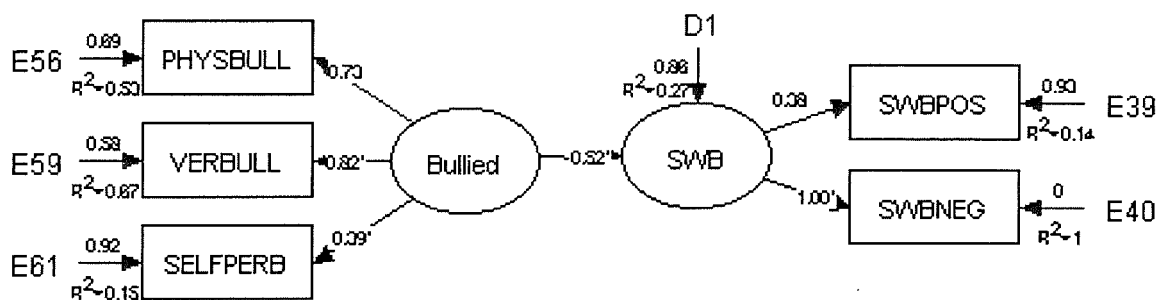 D1
E56
0.69
R²=0.53
PHYSBULL
0.73
0.86
R²=0.27
0.38
SWBPOS
0.93
R²=0.14
E39
E59
0.58
R²=0.67
VERBULL
0.82*
Bullied
-0.52*
SWB
1.00*
SWBNEG
0
R²=1
E40
E61
0.92
R²=0.15
SELFPERB
0.39*